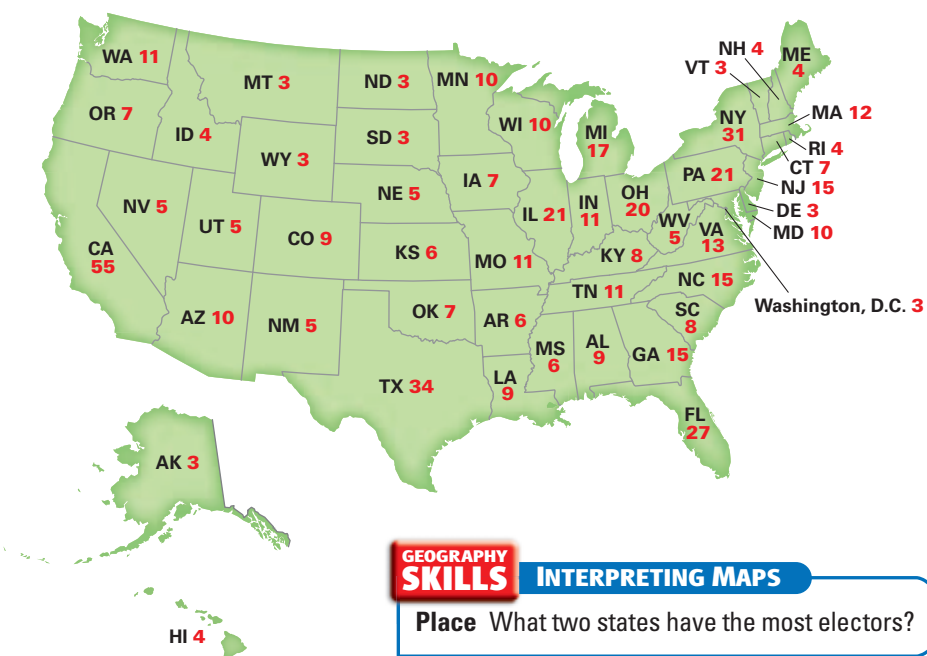 WA 11
MT 3
ND 3
MN 10
VT 3
NH 4
ME
4
OR 7
ID 4
WY 3
SD 3
WI 10
MI
17
NY
31
MA 12
RI 4
CT 7
NJ 15
DE 3
MD 10
NV 5
UT 5
CO 9
NE 5
IA 7
IL 21
IN
11
OH
20
PA 21
WV
5
VA
13
CA
55
KS 6
MO 11
KY 8
NC 15
Washington, D.C. 3
AZ 10
NM 5
OK 7
AR 6
TN 11
SC
8
TX 34
LA
9
MS
6
AL
9
GA 15
FL
27
AK 3
HI 4
GEOGRAPHY
SKILLS
INTERPRETING MAPS
Place What two states have the most electors?